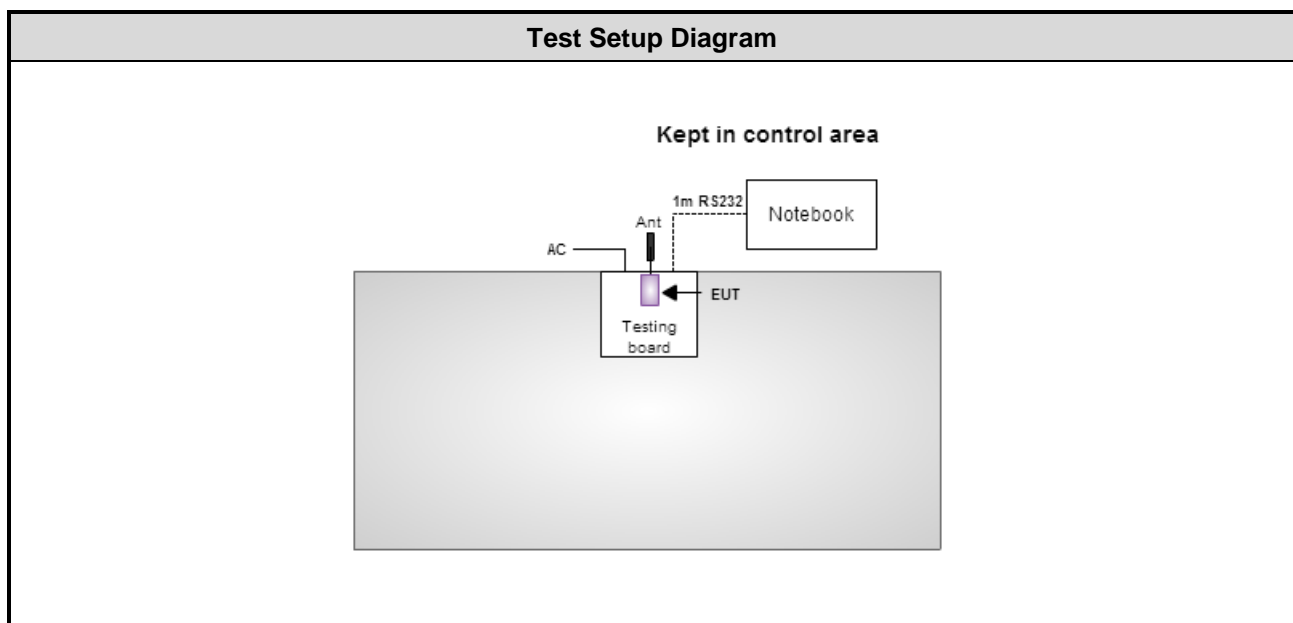 Test Setup Diagram
Kept in control area
1m RS232
Notebook
Ant
AC
EUT
Testing
board